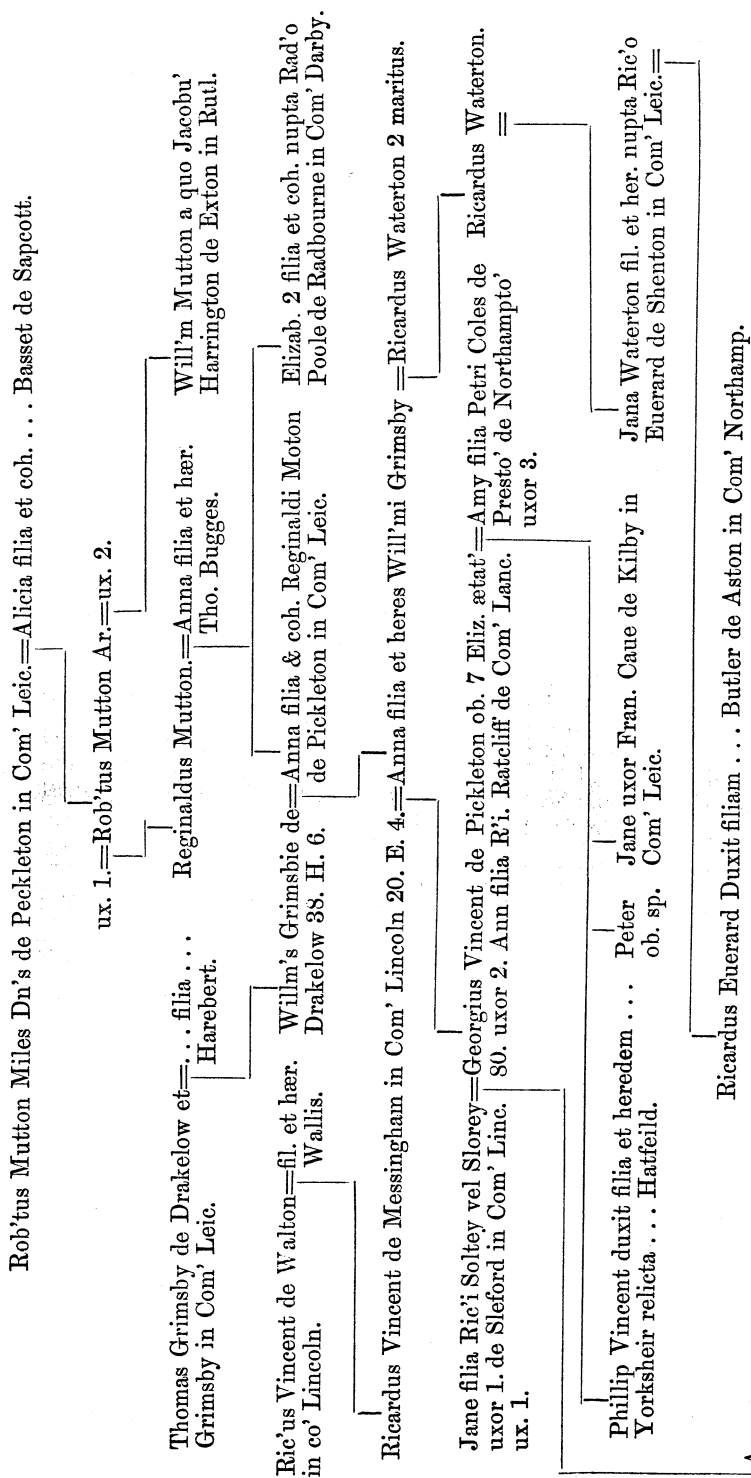 Rob'tus Mutton Miles Dn's de Peckleton in Com' Leic.=Alicia filia et coh. . . . Basset de Sapcott.
ux. 1.=Rob'tus Mutton Ar.=ux. 2.
Reginaldus Mutton.=Anna filia et hær.
Tho. Bugges.
Will'm Mutton a quo Jacobu'
Harrington de Exton in Rutl.
Thomas Grimsby de Drakelow et=. . . filia . . .
Grimsby in Com' Leic.
Harebert.
Ric'us Vincent de Walton=fil. et hær.
in co' Lincoln.
Wallis.
Willm's Grimsbie de=Anna filia & coh. Reginaldi Moton
Drakelow 38. H. 6.
de Pickleton in Com' Leic.
Elizab. 2 filia et coh. nupta Rad'o
Poole de Radbourne in Com' Darby.
Ricardus Vincent de Messingham in Com' Lincoln 20. E. 4.=Anna filia et heres Will'mi Grimsby=Ricardus Waterton 2 maritus.
Jane filia Ric'i Soltey vel Slorey=Georgius Vincent de Pickleton ob. 7 Eliz. ætat'=Amy filia Petri Coles de
uxor 1. de Sleford in Com' Linc.
80. uxor 2. Ann filia R'i. Ratcliff de Com' Lanc.
Presto' de Northampto'
ux. 1.
uxor 3.
Ricardus Waterton.
=
Phillip Vincent duxit filia et heredem . . . .
Yorksheir relicta . . . . Hatfeild.
Peter
ob. sp.
Jane uxor Fran. Caue de Kilby in
Com' Leic.
Jana Waterton fil. et her. nupta Ric'o
Euerard de Shenton in Com' Leic.=
Ricardus Euerard Duxit filiam . . . Butler de Aston in Com' Northamp.
A